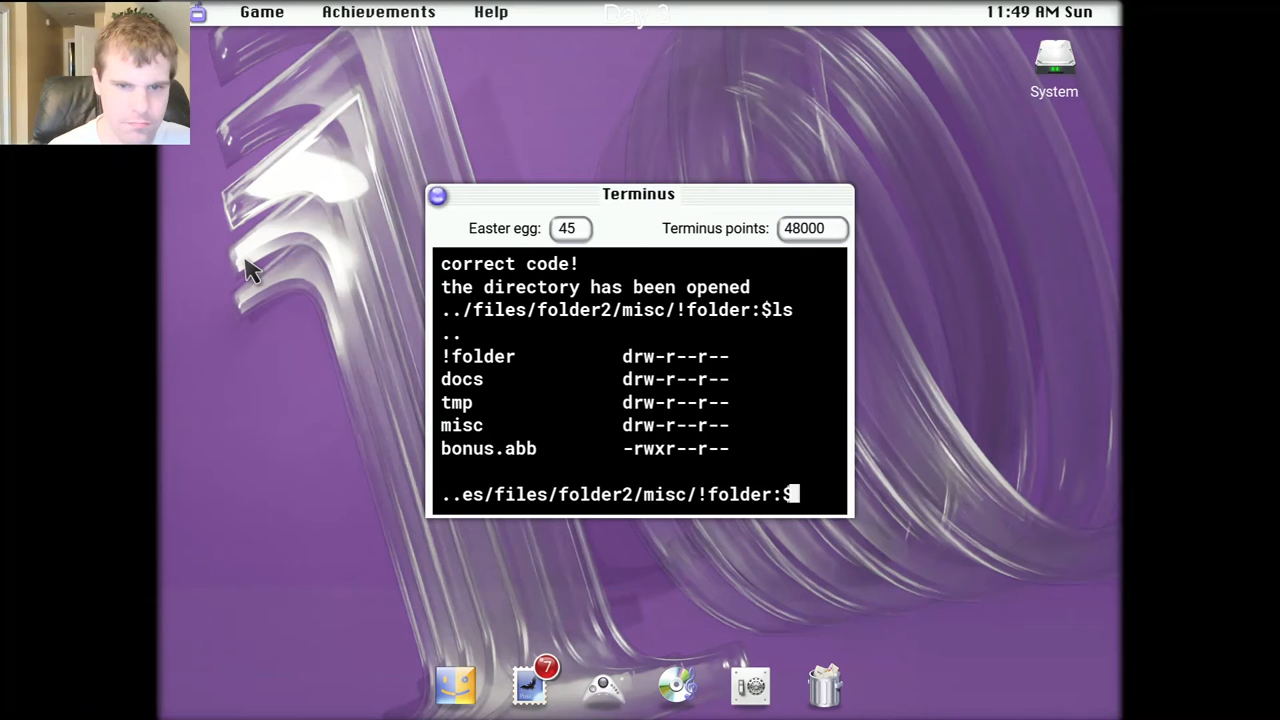 Game Achievements Help Day 2 11:49 AM Sun
System
Terminus
Easter egg: 45 Terminus points: 48000
correct code!
the directory has been opened
../files/folder2/misc/!folder:$ls
..
!folder drw-r--r--
docs drw-r--r--
tmp drw-r--r--
misc drw-r--r--
bonus.abb -rwxr--r--
..es/files/folder2/misc/!folder:$
7